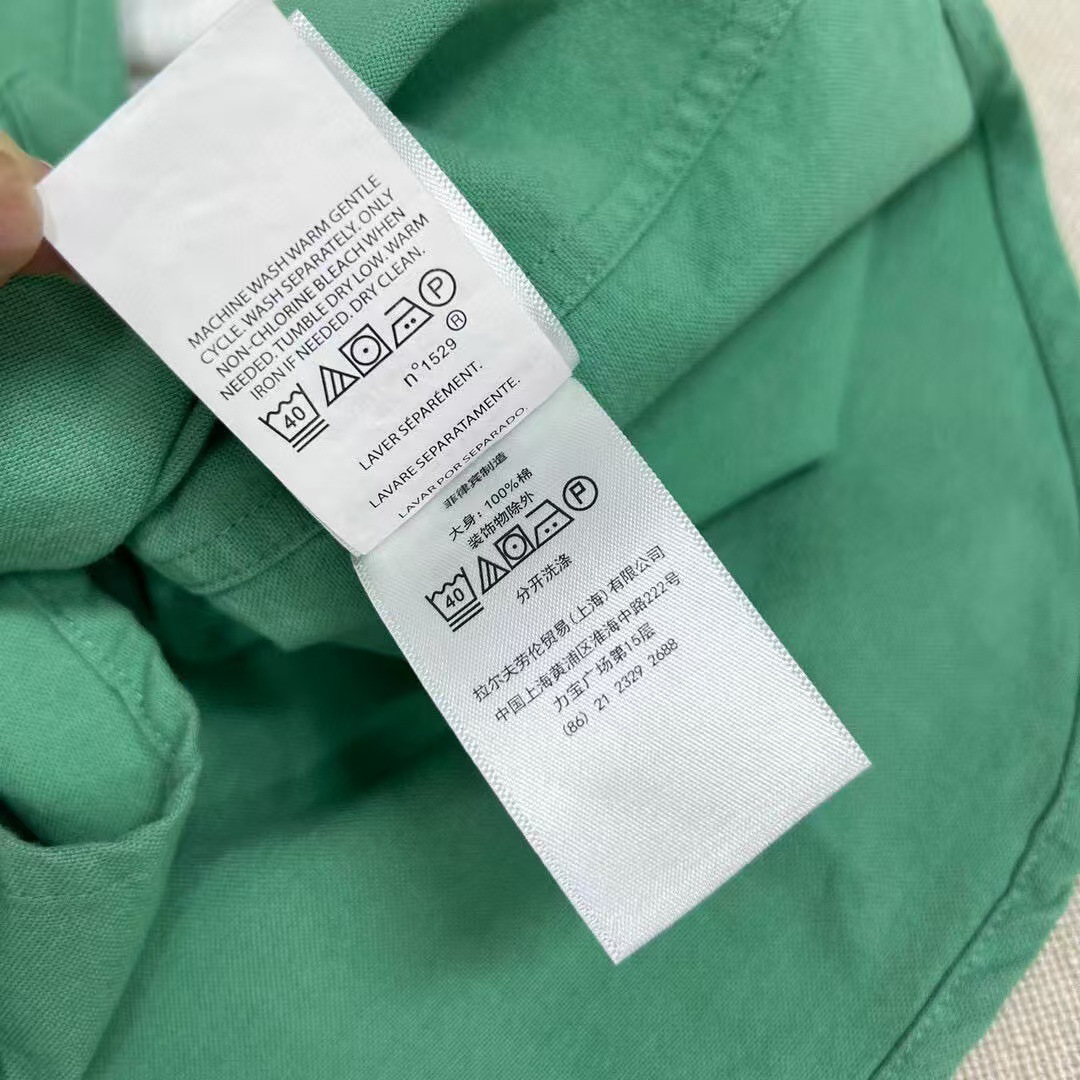 MACHINE WASH WARM GENTLE
CYCLE. WASH SEPARATELY. ONLY
NON-CHLORINE BLEACH WHEN
NEEDED. TUMBLE DRY LOW. WARM
IRON IF NEEDED. DRY CLEAN.
40 P
n°1529 ®
LAVER SÉPARÉMENT.
LAVARE SEPARATAMENTE.
LAVAR POR SEPARADO.
菲律宾制造
大身: 100%棉
装饰物除外
40 P
分开洗涤
拉尔夫劳伦贸易(上海)有限公司
中国上海黄浦区淮海中路222号
力宝广场第15层
(86) 21 2329 2688